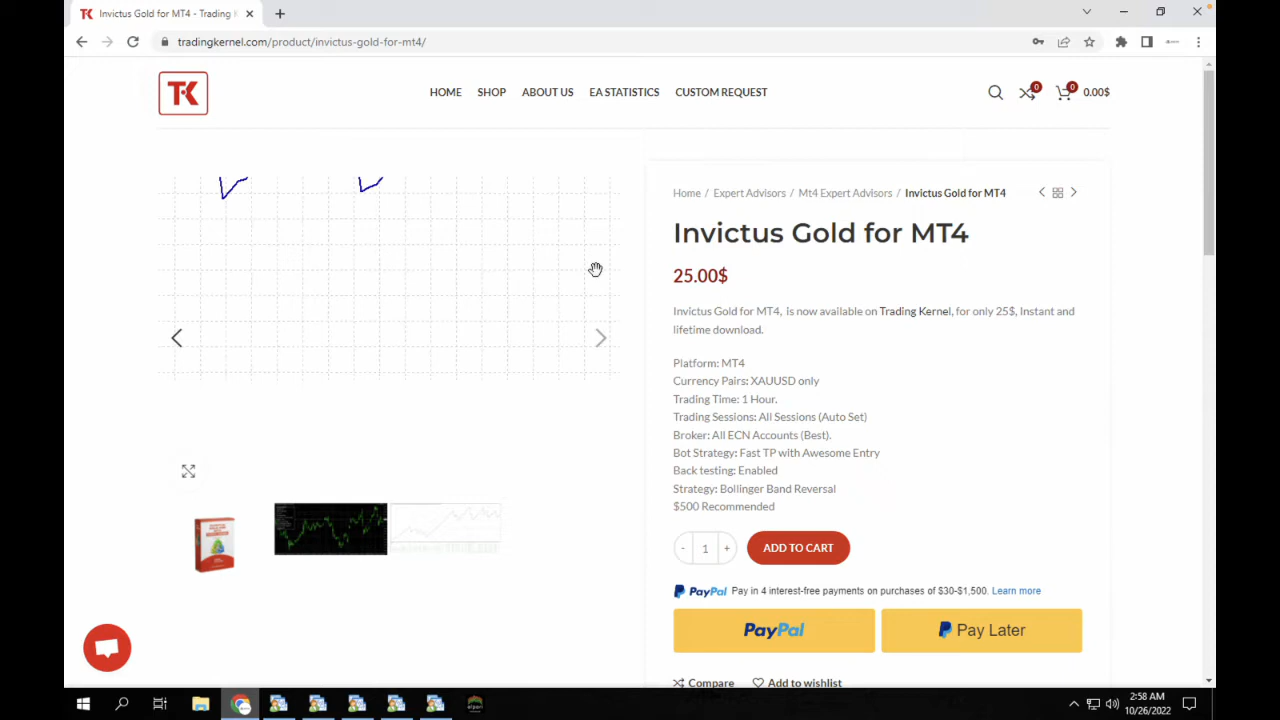 Invictus Gold for MT4 - Trading K
tradingkernel.com/product/invictus-gold-for-mt4/
TK
HOME
SHOP
ABOUT US
EA STATISTICS
CUSTOM REQUEST
0
0
0.00$
Home / Expert Advisors / Mt4 Expert Advisors / Invictus Gold for MT4
Invictus Gold for MT4
25.00$
Invictus Gold for MT4, is now available on Trading Kernel, for only 25$, Instant and
lifetime download.
Platform: MT4
Currency Pairs: XAUUSD only
Trading Time: 1 Hour.
Trading Sessions: All Sessions (Auto Set)
Broker: All ECN Accounts (Best).
Bot Strategy: Fast TP with Awesome Entry
Back testing: Enabled
Strategy: Bollinger Band Reversal
$500 Recommended
- 1 +
ADD TO CART
PayPal Pay in 4 interest-free payments on purchases of $30-$1,500. Learn more
PayPal
Pay Later
Compare
Add to wishlist
2:58 AM
10/26/2022